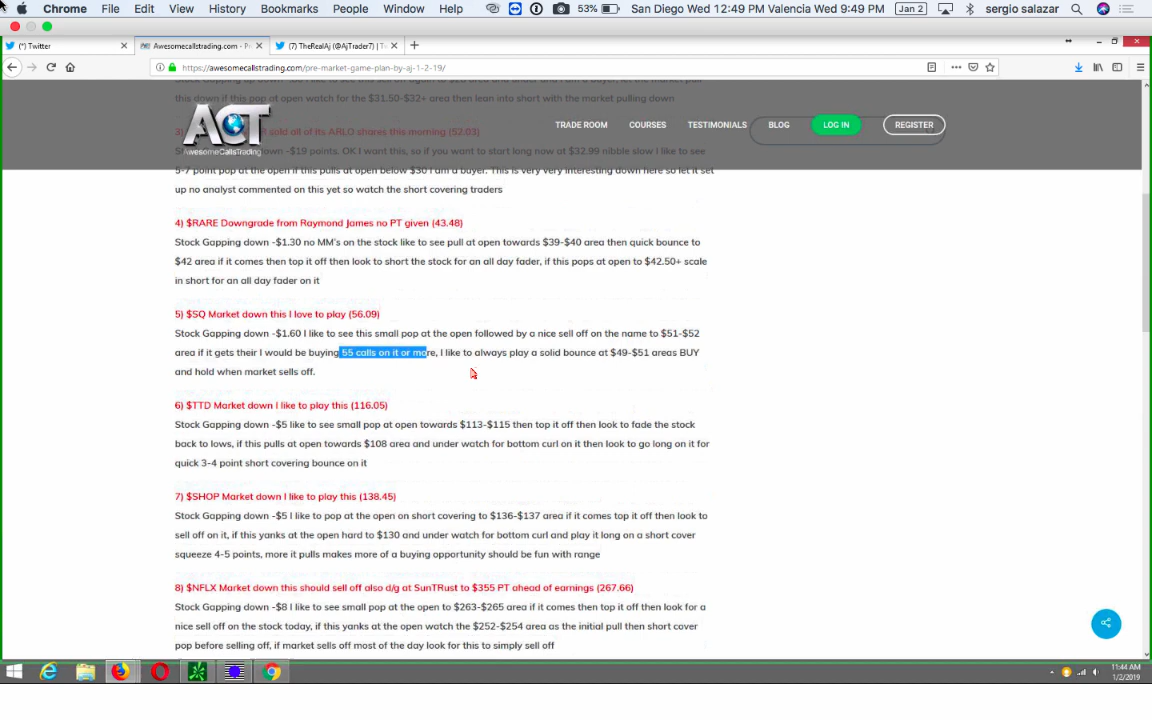 Chrome File Edit View History Bookmarks People Window Help 53% San Diego Wed 12:49 PM Valencia Wed 9:49 PM Jan 2 sergio salazar
(*) Twitter Awesomecallstrading.com - P (7) TheRealAj (@AjTrader7) | T
https://awesomecallstrading.com/pre-market-game-plan-by-aj-1-2-19/
this down if this pop at open watch for the $31.50-$32+ area then lean into short with the market pulling down
ACT
AwesomeCallsTrading
TRADE ROOM COURSES TESTIMONIALS BLOG LOG IN REGISTER
3) sold all of its ARLO shares this morning (52.03)
down -$19 points. OK I want this, so if you want to start long now at $32.99 nibble slow I like to see
5-7 point pop at the open if this pulls at open below $30 I am a buyer. This is very very interesting down here so let it set
up no analyst commented on this yet so watch the short covering traders
4) $RARE Downgrade from Raymond James no PT given (43.48)
Stock Gapping down -$1.30 no MM's on the stock like to see pull at open towards $39-$40 area then quick bounce to
$42 area if it comes then top it off then look to short the stock for an all day fader, if this pops at open to $42.50+ scale
in short for an all day fader on it
5) $SQ Market down this I love to play (56.09)
Stock Gapping down -$1.60 I like to see this small pop at the open followed by a nice sell off on the name to $51-$52
area if it gets their I would be buying 55 calls on it or more, I like to always play a solid bounce at $49-$51 areas BUY
and hold when market sells off.
6) $TTD Market down I like to play this (116.05)
Stock Gapping down -$5 like to see small pop at open towards $113-$115 then top it off then look to fade the stock
back to lows, if this pulls at open towards $108 area and under watch for bottom curl on it then look to go long on it for
quick 3-4 point short covering bounce on it
7) $SHOP Market down I like to play this (138.45)
Stock Gapping down -$5 I like to pop at the open on short covering to $136-$137 area if it comes top it off then look to
sell off on it, if this yanks at the open hard to $130 and under watch for bottom curl and play it long on a short cover
squeeze 4-5 points, more it pulls makes more of a buying opportunity should be fun with range
8) $NFLX Market down this should sell off also d/g at SunTRust to $355 PT ahead of earnings (267.66)
Stock Gapping down -$8 I like to see small pop at the open to $263-$265 area if it comes then top it off then look for a
nice sell off on the stock today, if this yanks at the open watch the $252-$254 area as the initial pull then short cover
pop before selling off, if market sells off most of the day look for this to simply sell off
11:44 AM
1/2/2019